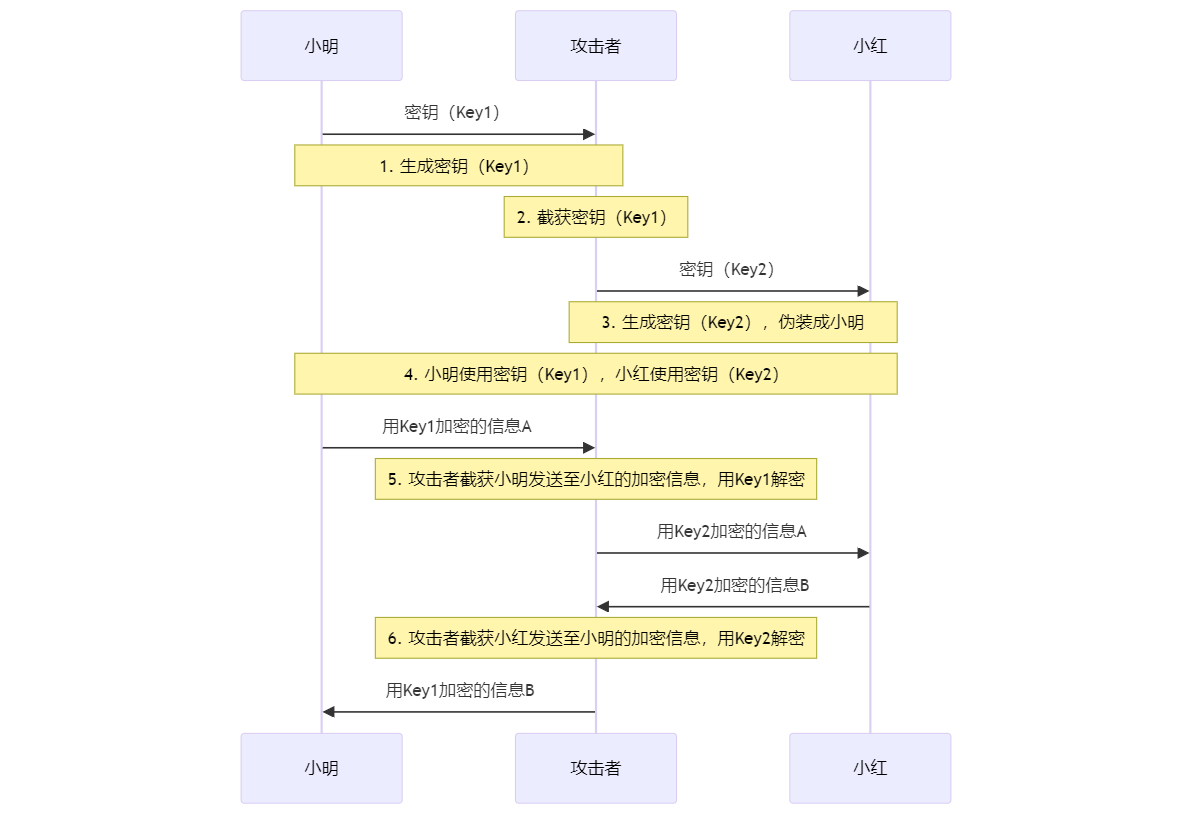 小明
攻击者
小红
密钥（Key1）
1. 生成密钥（Key1）
2. 截获密钥（Key1）
密钥（Key2）
3. 生成密钥（Key2），伪装成小明
4. 小明使用密钥（Key1），小红使用密钥（Key2）
用Key1加密的信息A
5. 攻击者截获小明发送至小红的加密信息，用Key1解密
用Key2加密的信息A
用Key2加密的信息B
6. 攻击者截获小红发送至小明的加密信息，用Key2解密
用Key1加密的信息B
小明
攻击者
小红